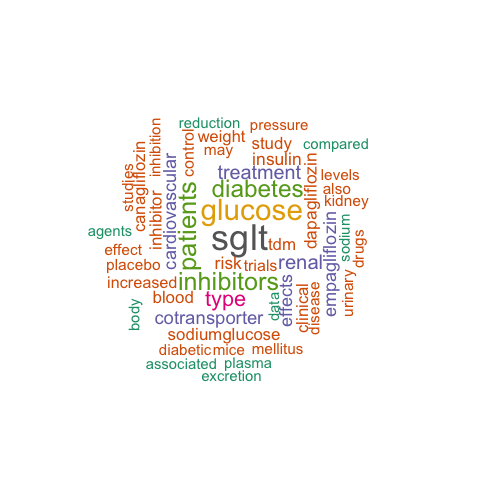 reduction
pressure
weight
control
inhibition
may
study
compared
canagliflozin
studies
cardiovascular
insulin
treatment
dapagliflozin
levels
patients
diabetes
also
kidney
inhibitor
glucose
agents
sglt
tdm
empagliflozin
sodium
drugs
effect
placebo
risk
trials
renal
increased
inhibitors
effects
urinary
blood
type
data
clinical
disease
body
cotransporter
sodiumglucose
diabetic
mice
mellitus
associated
plasma
excretion